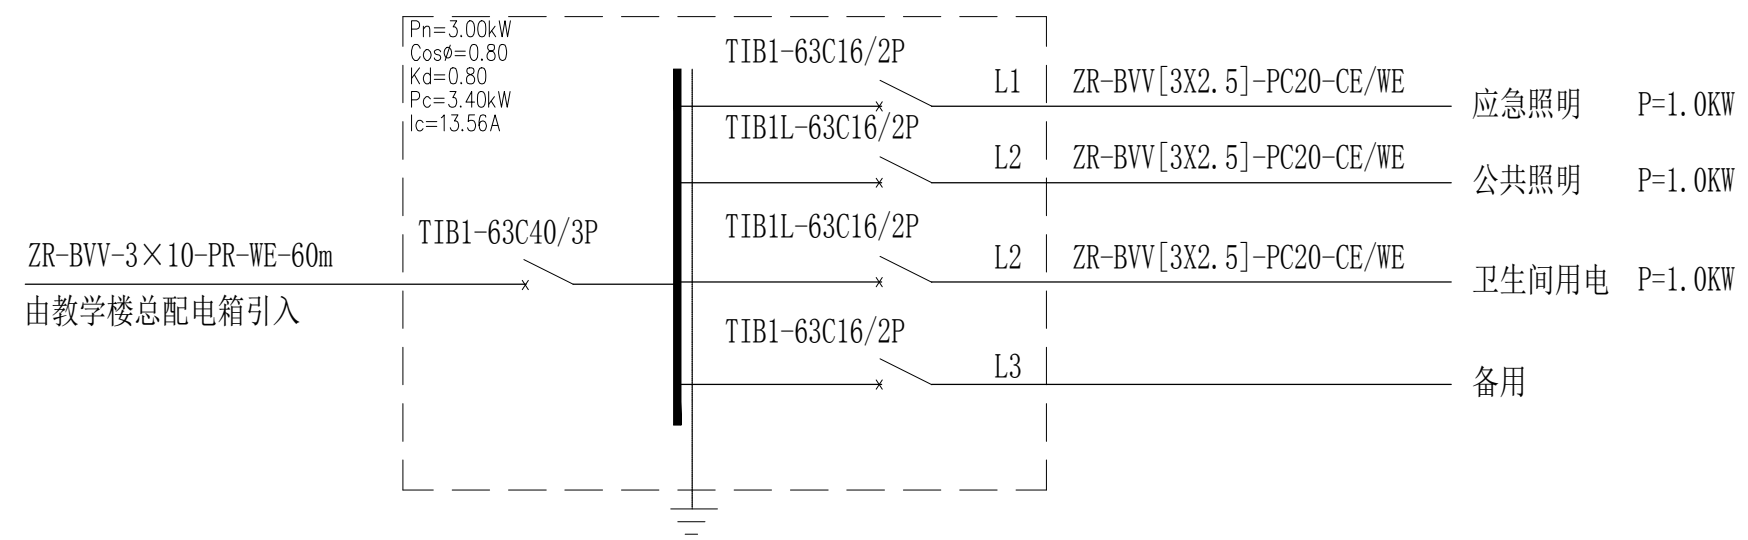 Pn=3.00kW
Cosø=0.80
Kd=0.80
Pc=3.40kW
Ic=13.56A
ZR-BVV-3×10-PR-WE-60m
由教学楼总配电箱引入
TIB1-63C40/3P
TIB1-63C16/2P
L1
ZR-BVV[3X2.5]-PC20-CE/WE
应急照明
P=1.0KW
TIB1L-63C16/2P
L2
ZR-BVV[3X2.5]-PC20-CE/WE
公共照明
P=1.0KW
TIB1L-63C16/2P
L2
ZR-BVV[3X2.5]-PC20-CE/WE
卫生间用电
P=1.0KW
TIB1-63C16/2P
L3
备用